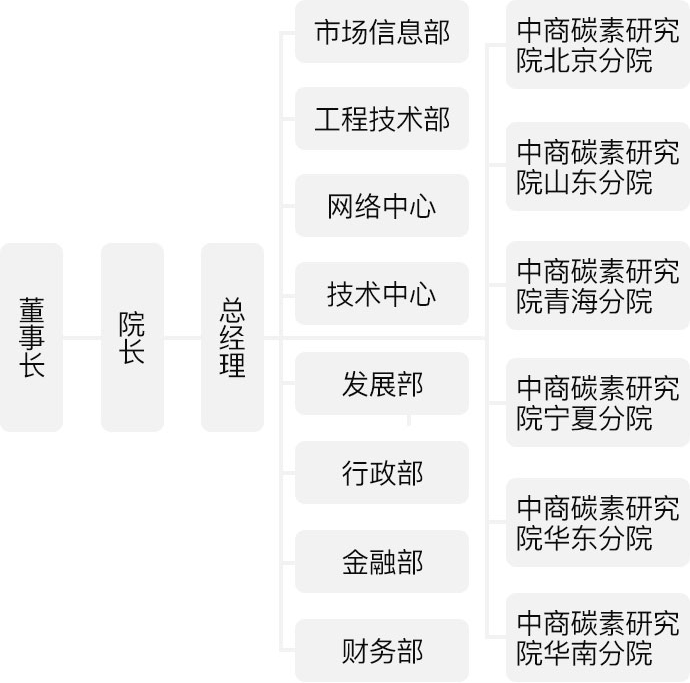 董事长
院长
总经理
市场信息部
工程技术部
网络中心
技术中心
发展部
行政部
金融部
财务部
中商碳素研究
院北京分院
中商碳素研究
院山东分院
中商碳素研究
院青海分院
中商碳素研究
院宁夏分院
中商碳素研究
院华东分院
中商碳素研究
院华南分院